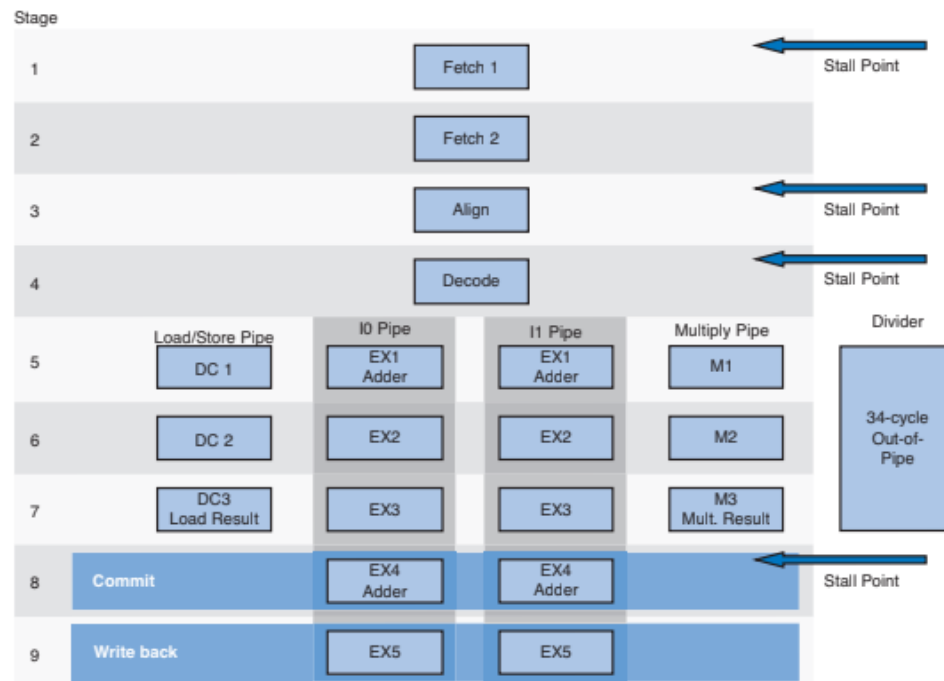 Stage
1
Fetch 1
Stall Point
2
Fetch 2
3
Align
Stall Point
4
Decode
Stall Point
Load/Store Pipe
I0 Pipe
I1 Pipe
Multiply Pipe
Divider
5
DC 1
EX1
Adder
EX1
Adder
M1
6
DC 2
EX2
EX2
M2
34-cycle
Out-of-
Pipe
7
DC3
Load Result
EX3
EX3
M3
Mult. Result
8
Commit
EX4
Adder
EX4
Adder
Stall Point
9
Write back
EX5
EX5